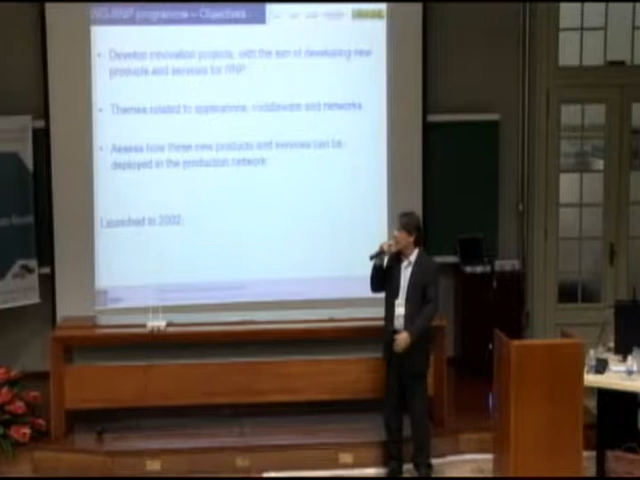 WG-RNP programme – Objectives
• Develop innovation projects, with the aim of developing new
products and services for RNP
• Themes related to applications, middleware and networks
• Assess how these new products and services can be
deployed in the production network
Launched in 2002.